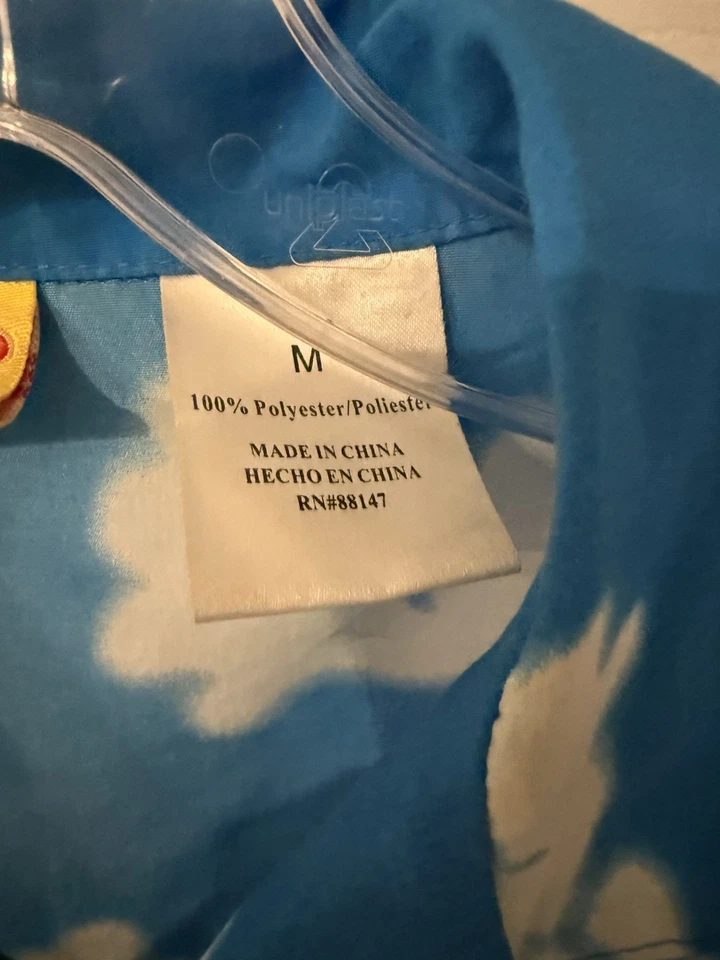 uniplast
M
100% Polyester/Poliester
MADE IN CHINA
HECHO EN CHINA
RN#88147